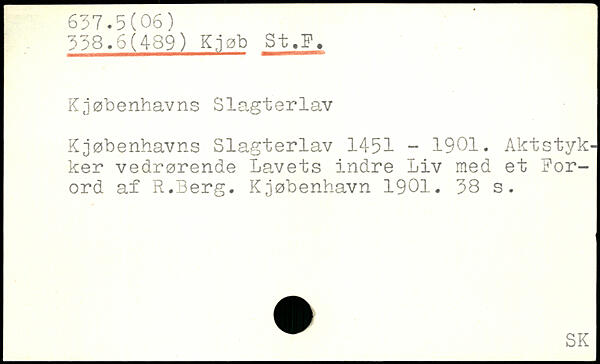 637.5(06)
338.6(489) Kjøb St.F.
Kjøbenhavns Slagterlav
Kjøbenhavns Slagterlav 1451 - 1901. Aktstyk-
ker vedrørende Lavets indre Liv med et For-
ord af R.Berg. Kjøbenhavn 1901. 38 s.
SK